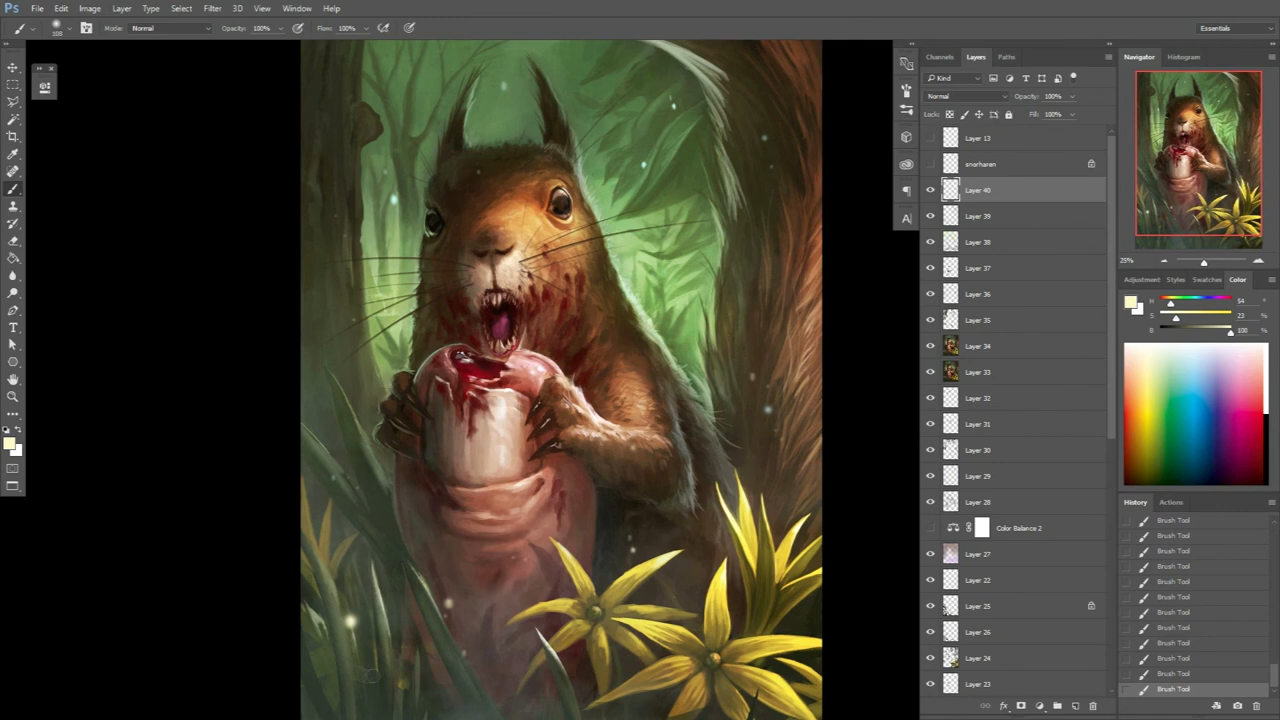 Ps File Edit Image Layer Type Select Filter 3D View Window Help
Mode: Normal Opacity: 100% Flow: 100% Essentials
Channels Layers Paths
Kind
Normal Opacity: 100%
Lock: Fill: 100%
Layer 13
snorharen
Layer 40
Layer 39
Layer 38
Layer 37
Layer 36
Layer 35
Layer 34
Layer 33
Layer 32
Layer 31
Layer 30
Layer 29
Layer 28
Color Balance 2
Layer 27
Layer 22
Layer 25
Layer 26
Layer 24
Layer 23
Navigator Histogram
25%
Adjustment Styles Swatches Color
H 54 °
S 23 %
B 100 %
History Actions
Brush Tool
Brush Tool
Brush Tool
Brush Tool
Brush Tool
Brush Tool
Brush Tool
Brush Tool
Brush Tool
Brush Tool
Brush Tool
Brush Tool